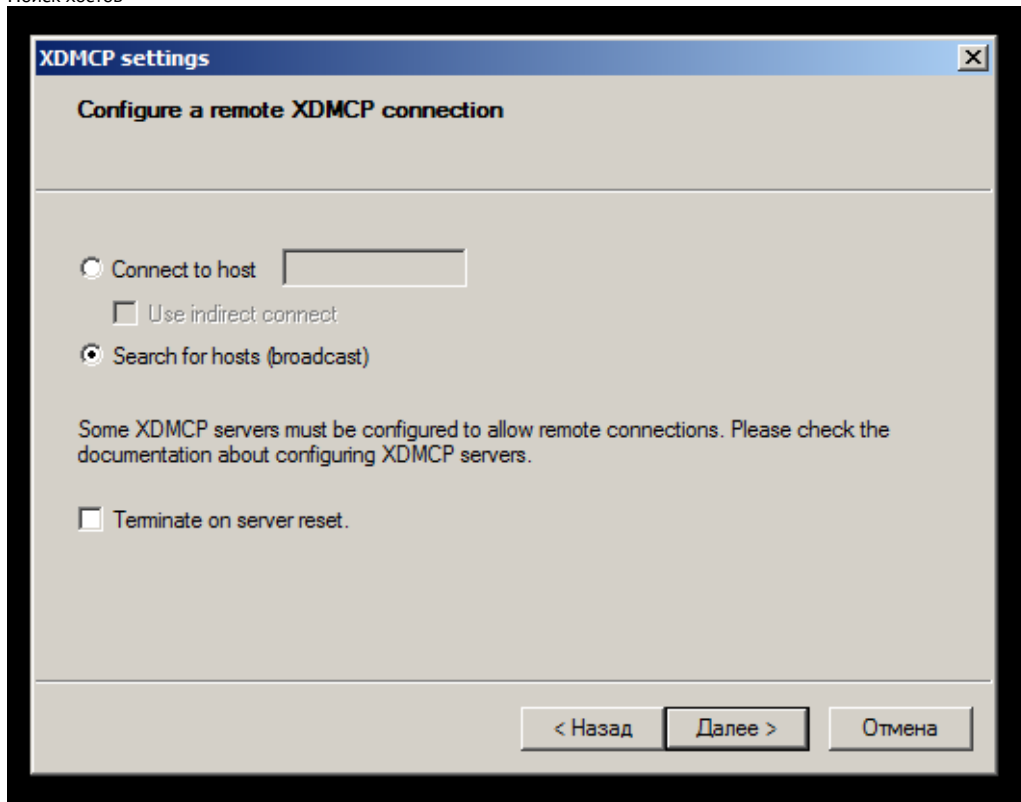 Поиск хостов
XDMCP settings
Configure a remote XDMCP connection
Connect to host
Use indirect connect
Search for hosts (broadcast)
Some XDMCP servers must be configured to allow remote connections. Please check the
documentation about configuring XDMCP servers.
Terminate on server reset.
< Назад Далее > Отмена